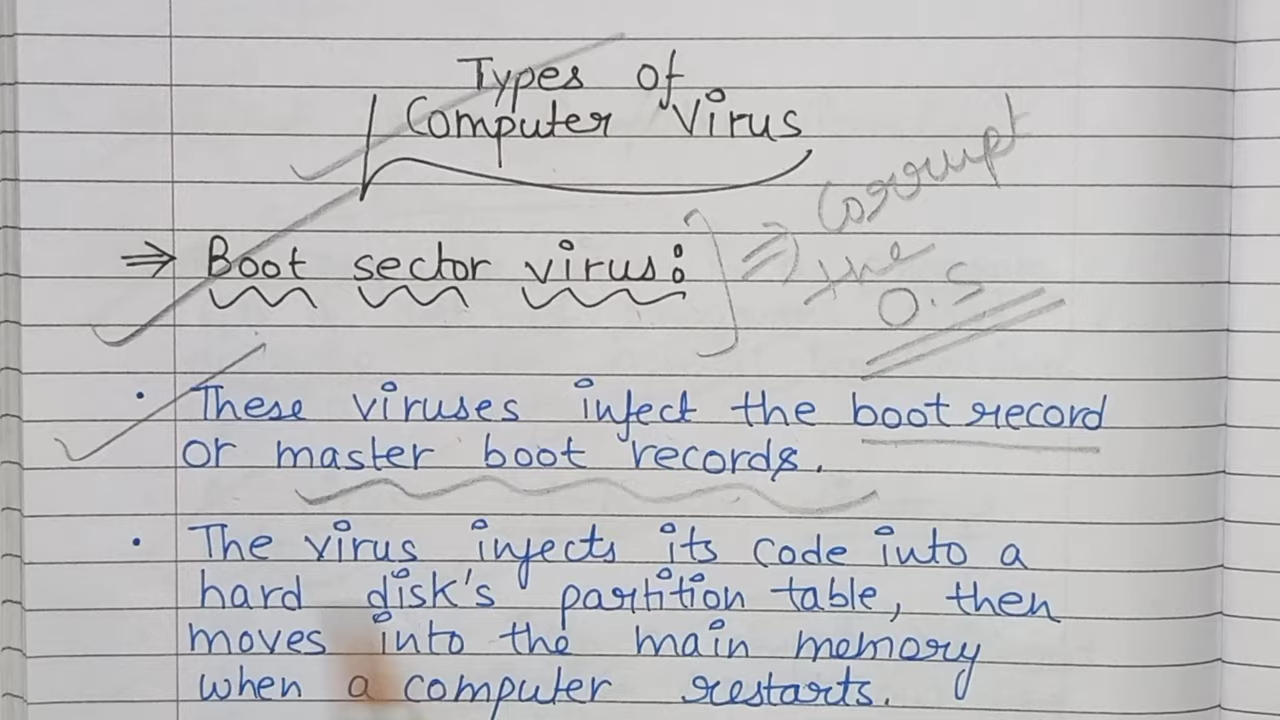 Types of
Computer Virus
⇒ Boot sector virus:
⇒ Corrupt
the
O.S
· These viruses infect the boot record
or master boot records.
· The virus injects its code into a
hard disk's partition table, then
moves into the main memory
when a computer restarts.